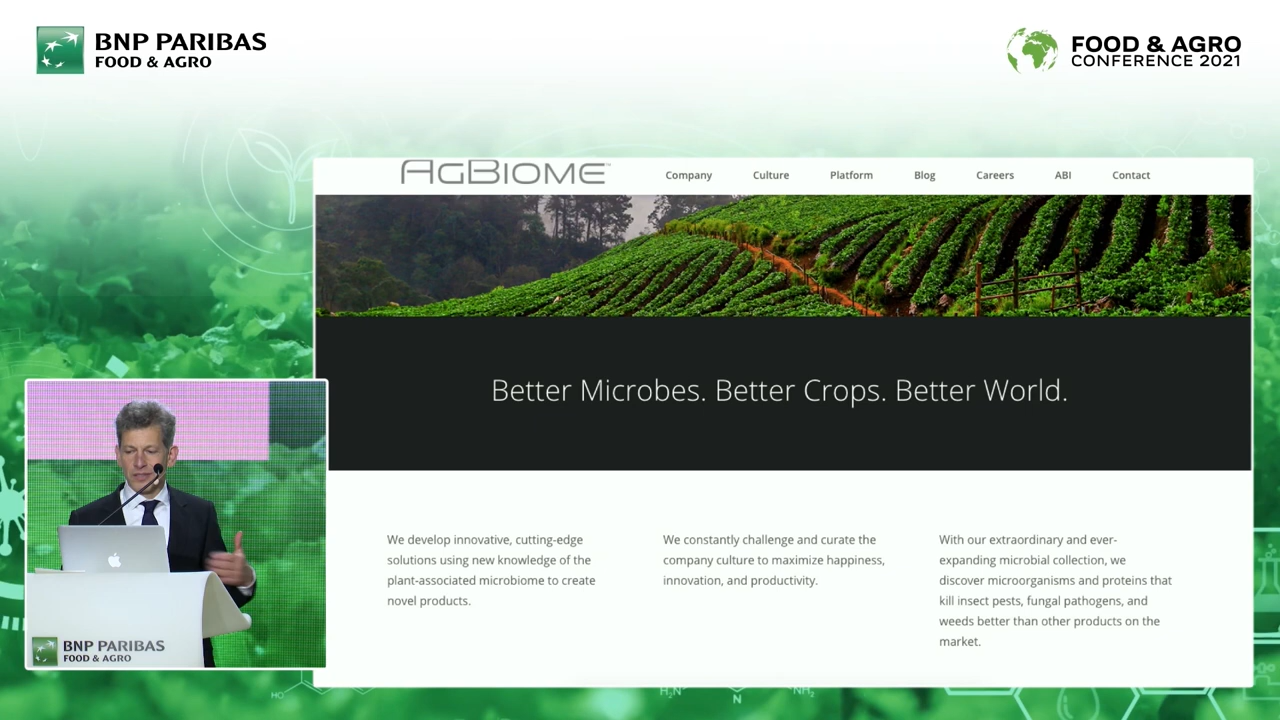 BNP PARIBAS
FOOD & AGRO
FOOD & AGRO
CONFERENCE 2021
AGBIOME™
Company
Culture
Platform
Blog
Careers
ABI
Contact
Better Microbes. Better Crops. Better World.
We develop innovative, cutting-edge
solutions using new knowledge of the
plant-associated microbiome to create
novel products.
We constantly challenge and curate the
company culture to maximize happiness,
innovation, and productivity.
With our extraordinary and ever-
expanding microbial collection, we
discover microorganisms and proteins that
kill insect pests, fungal pathogens, and
weeds better than other products on the
market.
BNP PARIBAS
FOOD & AGRO
HO
H₂N
N
NH₂